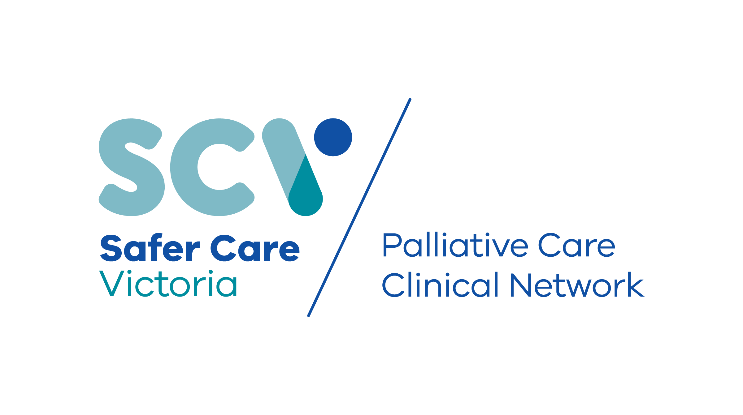 SCV
Safer Care
Victoria
Palliative Care
Clinical Network